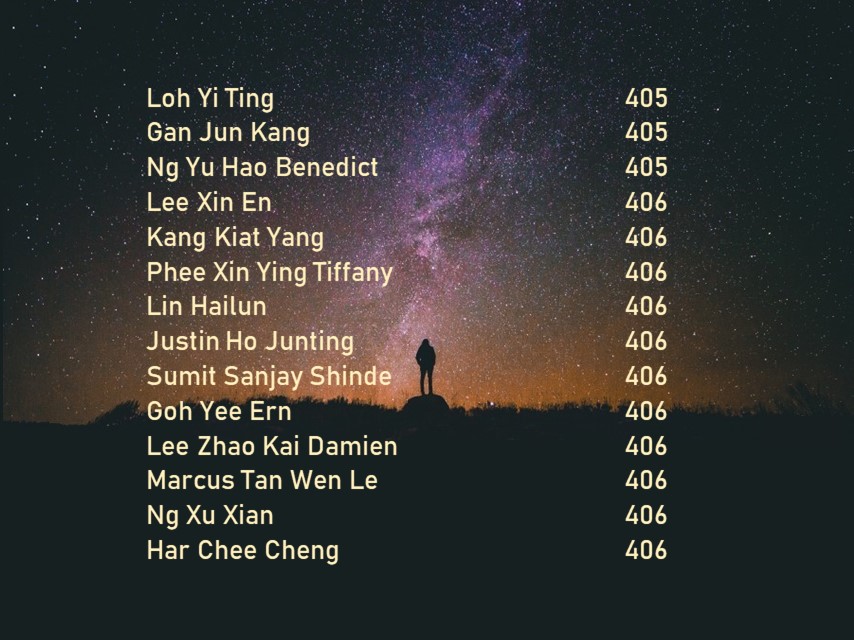 Loh Yi Ting 405
Gan Jun Kang 405
Ng Yu Hao Benedict 405
Lee Xin En 406
Kang Kiat Yang 406
Phee Xin Ying Tiffany 406
Lin Hailun 406
Justin Ho Junting 406
Sumit Sanjay Shinde 406
Goh Yee Ern 406
Lee Zhao Kai Damien 406
Marcus Tan Wen Le 406
Ng Xu Xian 406
Har Chee Cheng 406